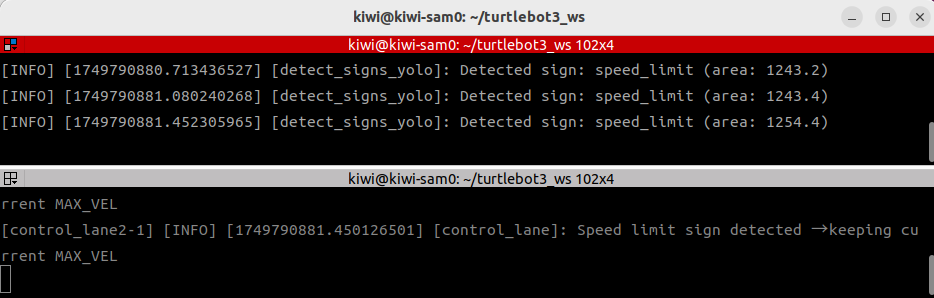 kiwi@kiwi-sam0: ~/turtlebot3_ws
kiwi@kiwi-sam0: ~/turtlebot3_ws 102x4
[INFO] [1749790880.713436527] [detect_signs_yolo]: Detected sign: speed_limit (area: 1243.2)
[INFO] [1749790881.080240268] [detect_signs_yolo]: Detected sign: speed_limit (area: 1243.4)
[INFO] [1749790881.452305965] [detect_signs_yolo]: Detected sign: speed_limit (area: 1254.4)
kiwi@kiwi-sam0: ~/turtlebot3_ws 102x4
rrent MAX_VEL
[control_lane2-1] [INFO] [1749790881.450126501] [control_lane]: Speed limit sign detected →keeping cu
rrent MAX_VEL